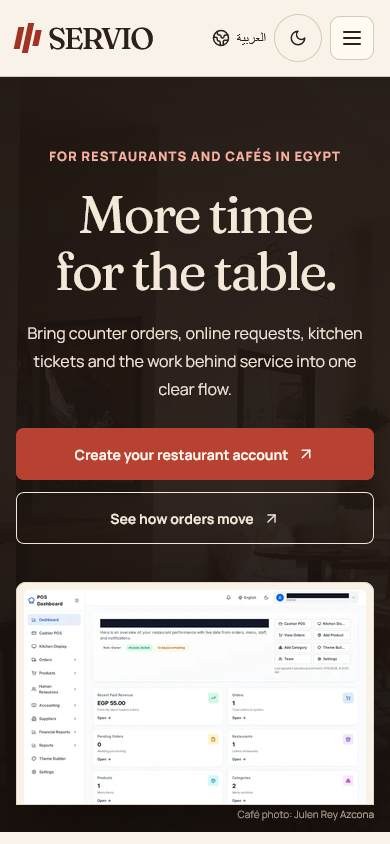 SERVIO
العربية
FOR RESTAURANTS AND CAFÉS IN EGYPT
More time
for the table.
Bring counter orders, online requests, kitchen
tickets and the work behind service into one
clear flow.
Create your restaurant account
See how orders move
POS
Dashboard
English
Dashboard
Cashier POS
Kitchen Display
Orders
Products
Human
Resources
Accounting
Suppliers
Financial Reports
Reports
Theme Builder
Settings
Here is an overview of your restaurant performance with live data from orders, menu, staff,
and notifications.
Cashier POS
Kitchen Dis...
View Orders
Add Product
Add Category
Theme Buil...
Team
Settings
Recent Paid Revenue
EGP 55.00
Open
Orders
1
Open
Pending Orders
0
Open
Restaurants
1
Open
Products
1
Menu items
Open
Categories
2
Open
Café photo: Julen Rey Azcona